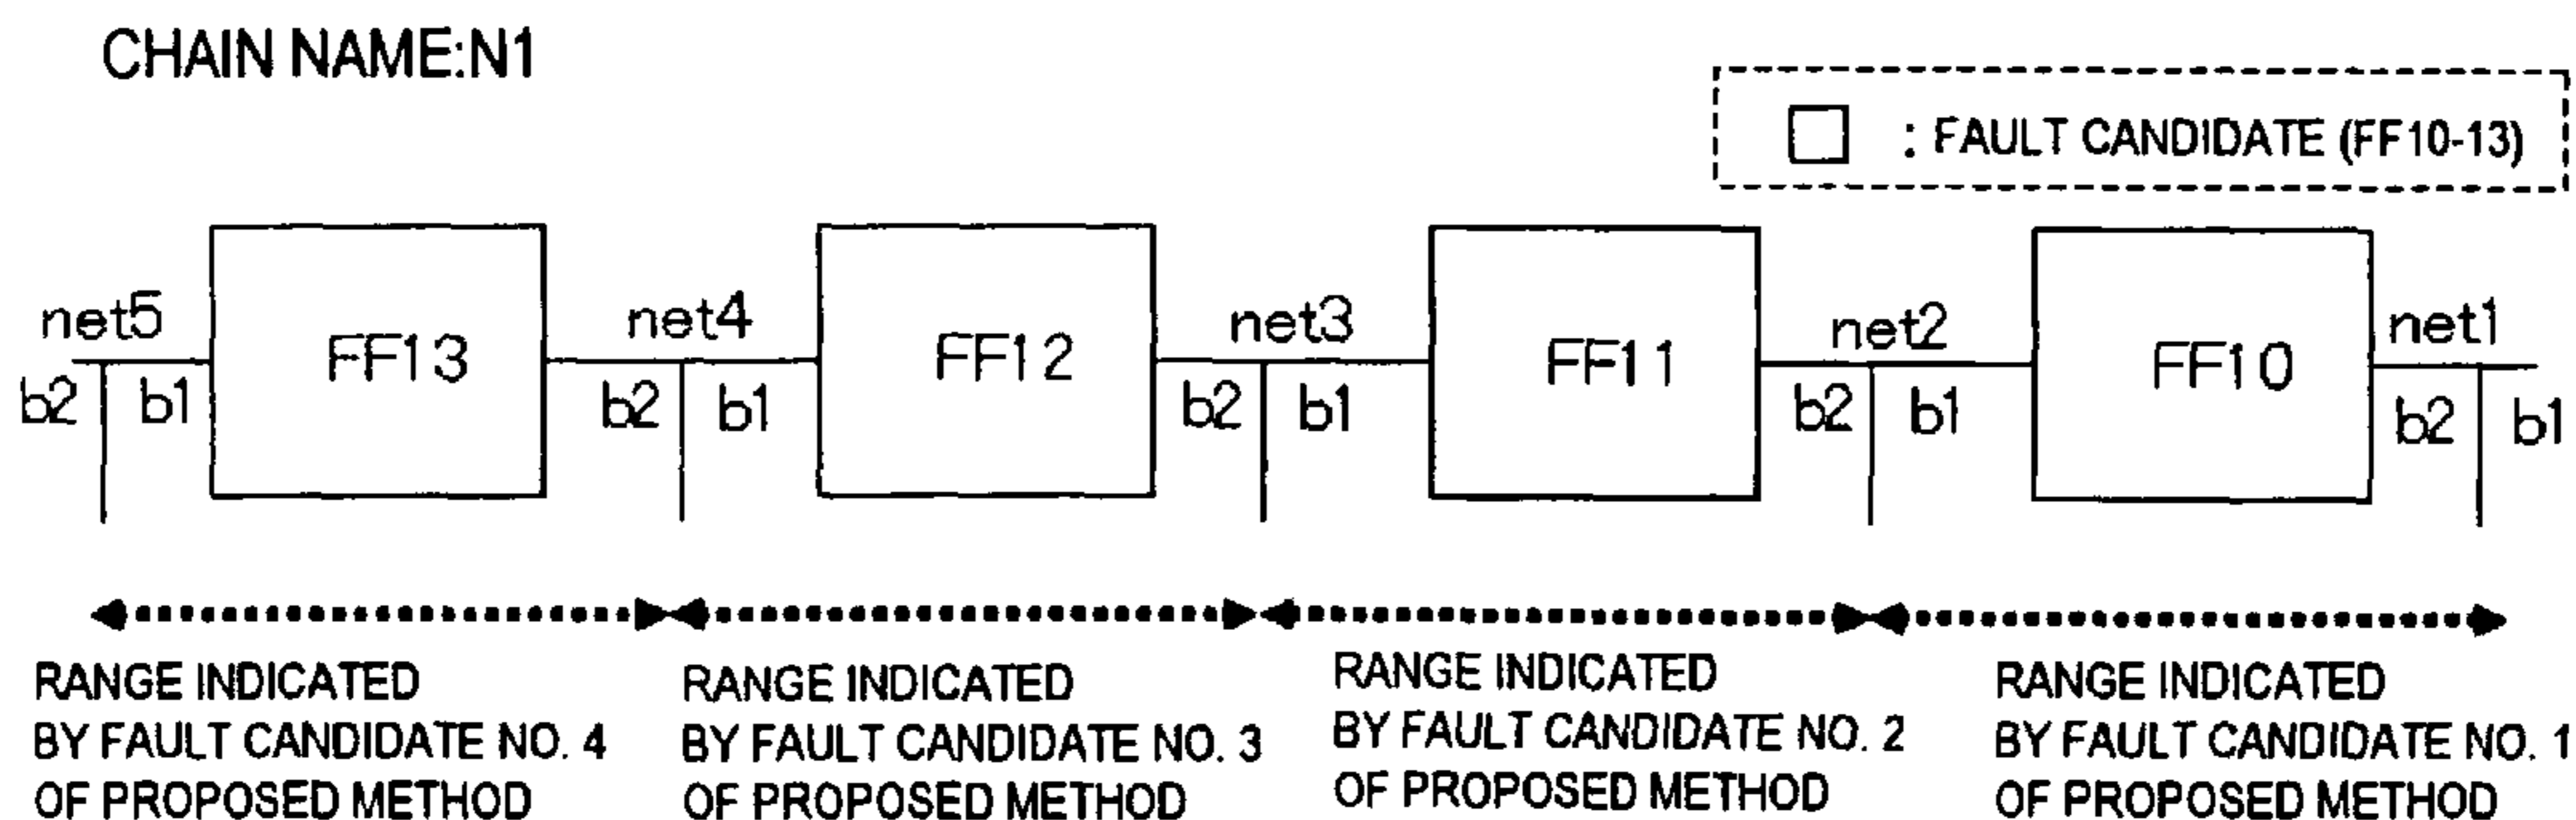 CHAIN NAME:N1
: FAULT CANDIDATE (FF10-13)
net5
b2
b1
FF13
net4
b2
b1
FF12
net3
b2
b1
FF11
net2
b2
b1
FF10
net1
b2
b1
RANGE INDICATED
BY FAULT CANDIDATE NO. 4
OF PROPOSED METHOD
RANGE INDICATED
BY FAULT CANDIDATE NO. 3
OF PROPOSED METHOD
RANGE INDICATED
BY FAULT CANDIDATE NO. 2
OF PROPOSED METHOD
RANGE INDICATED
BY FAULT CANDIDATE NO. 1
OF PROPOSED METHOD